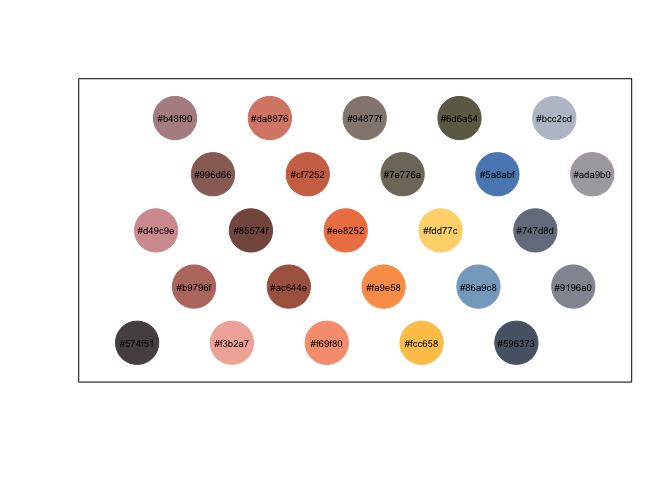 #b48f90 #da8876 #94877f #6d6a54 #bcc2cd
#996d66 #cf7252 #7e776a #5a8abf #ada9b0
#d49c9e #85574f #ee8252 #fdd77c #747d8d
#b9796f #ac644e #fa9e58 #86a9c8 #9196a0
#574f51 #f3b2a7 #f69f80 #fcc658 #596373